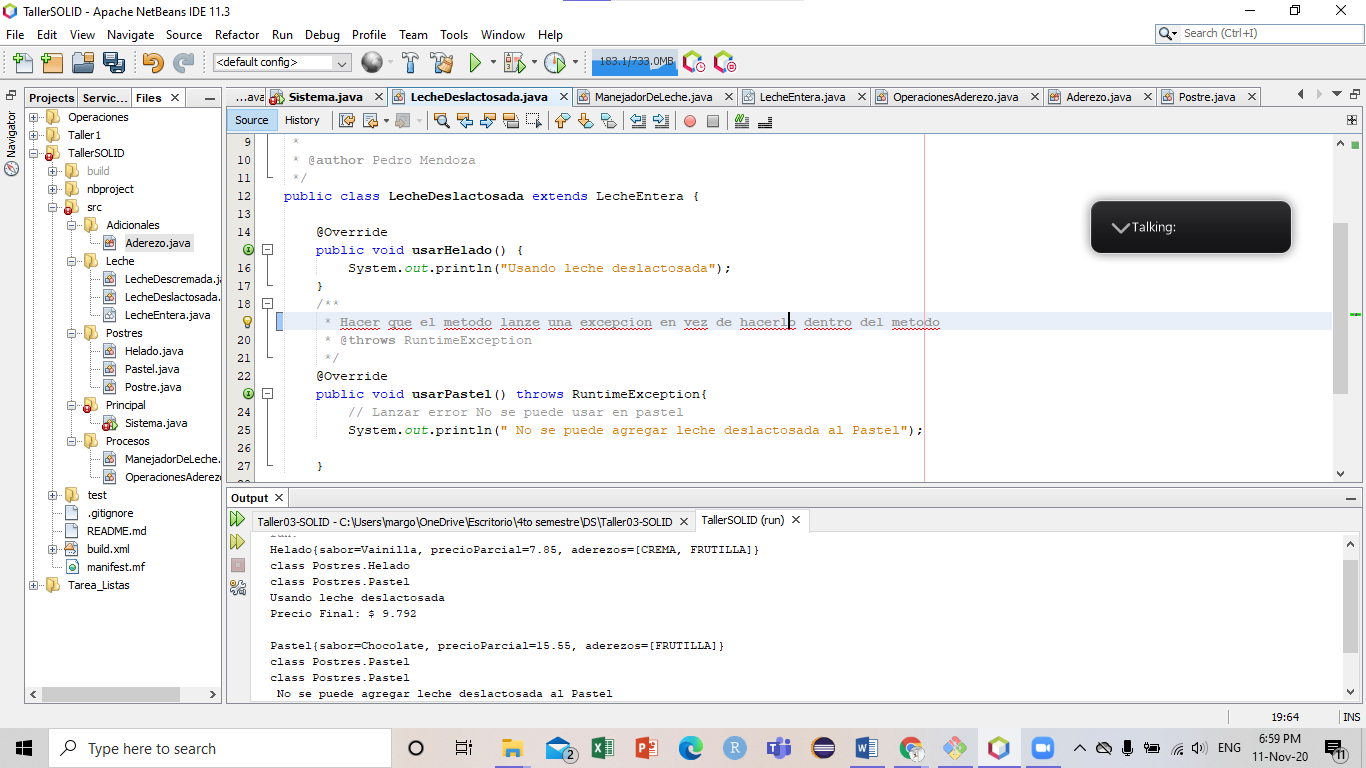 TallerSOLID - Apache NetBeans IDE 11.3
File Edit View Navigate Source Refactor Run Debug Profile Team Tools Window Help
Search (Ctrl+I)
<default config>
183.1/733.0MB
Projects Servic... Files
...ava Sistema.java LecheDeslactosada.java ManejadorDeLeche.java LecheEntera.java OperacionesAderezo.java Aderezo.java Postre.java
Navigator
Source History
Operaciones
Taller1
TallerSOLID
build
nbproject
src
Adicionales
Aderezo.java
Leche
LecheDescremada.ja
LecheDeslactosada.
LecheEntera.java
Postres
Helado.java
Pastel.java
Postre.java
Principal
Sistema.java
Procesos
ManejadorDeLeche.
OperacionesAderezo
test
.gitignore
README.md
build.xml
manifest.mf
Tarea_Listas
9 *
10 * @author Pedro Mendoza
11 */
12 public class LecheDeslactosada extends LecheEntera {
13
14 @Override
public void usarHelado() {
16 System.out.println("Usando leche deslactosada");
17 }
18 /**
* Hacer que el metodo lanze una excepcion en vez de hacerlo dentro del metodo
20 * @throws RuntimeException
21 */
22 @Override
public void usarPastel() throws RuntimeException{
24 // Lanzar error No se puede usar en pastel
25 System.out.println(" No se puede agregar leche deslactosada al Pastel");
26
27 }
Talking:
Output
Taller03-SOLID - C:\Users\margo\OneDrive\Escritorio\4to semestre\DS\Taller03-SOLID TallerSOLID (run)
run:
Helado{sabor=Vainilla, precioParcial=7.85, aderezos=[CREMA, FRUTILLA]}
class Postres.Helado
class Postres.Pastel
Usando leche deslactosada
Precio Final: $ 9.792
Pastel{sabor=Chocolate, precioParcial=15.55, aderezos=[FRUTILLA]}
class Postres.Pastel
class Postres.Pastel
No se puede agregar leche deslactosada al Pastel
19:64 INS
Type here to search
2
ENG
6:59 PM
11-Nov-20
11